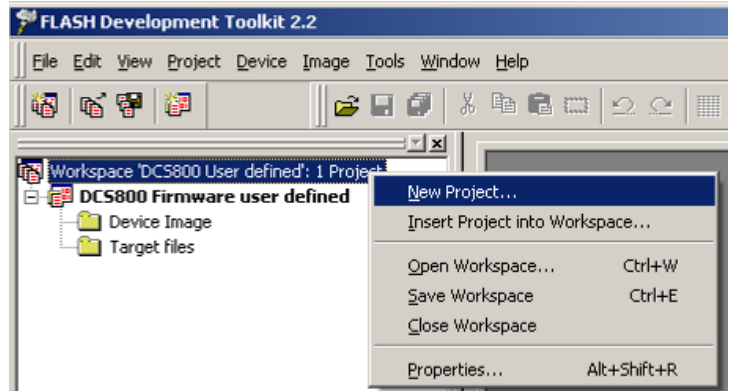 FLASH Development Toolkit 2.2
File Edit View Project Device Image Tools Window Help
Workspace 'DCS800 User defined': 1 Project
DCS800 Firmware user defined
Device Image
Target files
New Project...
Insert Project into Workspace...
Open Workspace... Ctrl+W
Save Workspace Ctrl+E
Close Workspace
Properties... Alt+Shift+R